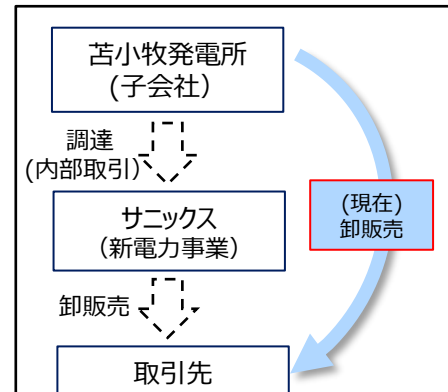 苫小牧発電所
(子会社）
調達
(内部取引)
サニックス
（新電力事業）
(現在)
卸販売
卸販売
取引先